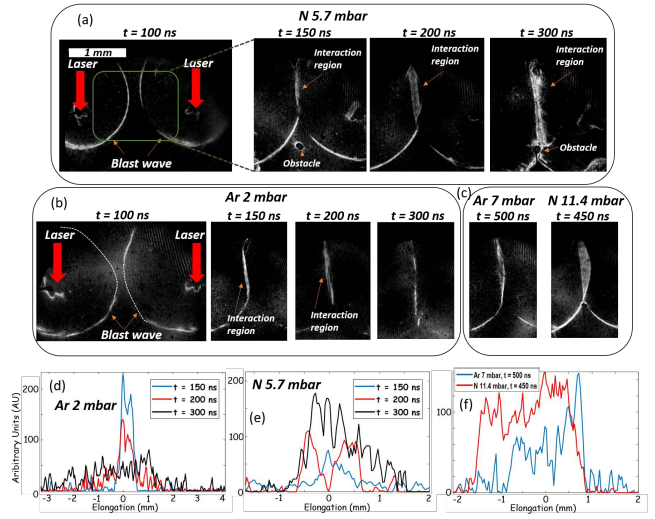 (a)
N 5.7 mbar
t = 100 ns
t = 150 ns
t = 200 ns
t = 300 ns
1 mm
Laser
Laser
Interaction
region
Interaction
region
Interaction
region
Blast wave
Obstacle
Obstacle
(b)
Ar 2 mbar
t = 100 ns
t = 150 ns
t = 200 ns
t = 300 ns
Laser
Laser
Blast wave
Interaction
region
Interaction
region
(c)
Ar 7 mbar
N 11.4 mbar
t = 500 ns
t = 450 ns
(d)
Ar 2 mbar
t = 150 ns
t = 200 ns
t = 300 ns
Aribitrary Units (AU)
200
100
0
-3 -2 -1 0 1 2 3 4
Elongation (mm)
(e)
N 5.7 mbar
t = 150 ns
t = 200 ns
t = 300 ns
200
100
0
-2 -1 0 1 2
Elongation (mm)
(f)
Ar 7 mbar, t = 500 ns
N 11.4 mbar, t = 450 ns
100
0
-2 -1 0 1 2
Elongation (mm)